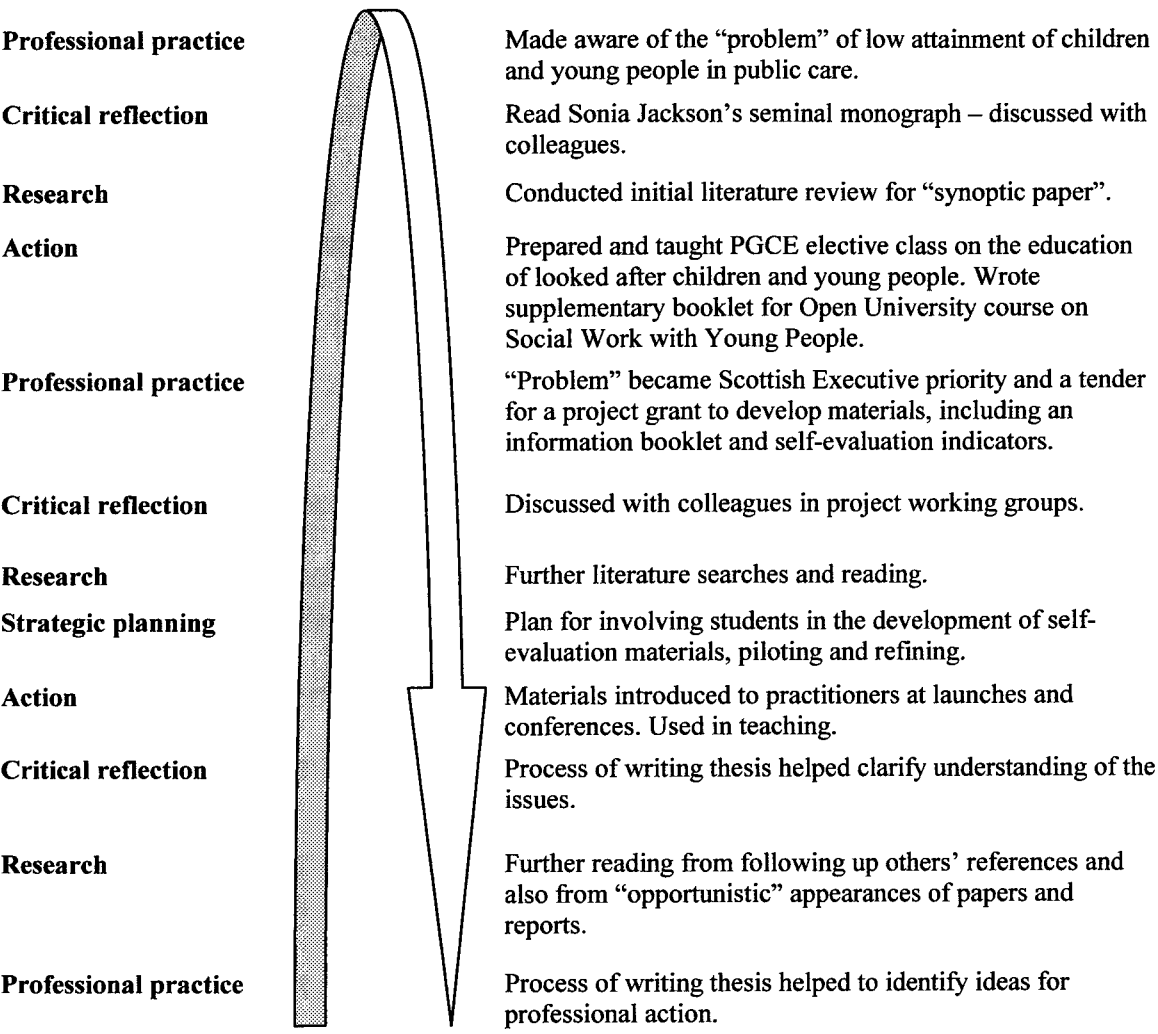 Professional practice
Made aware of the “problem” of low attainment of children
and young people in public care.
Critical reflection
Read Sonia Jackson’s seminal monograph – discussed with
colleagues.
Research
Conducted initial literature review for “synoptic paper”.
Action
Prepared and taught PGCE elective class on the education
of looked after children and young people. Wrote
supplementary booklet for Open University course on
Social Work with Young People.
Professional practice
“Problem” became Scottish Executive priority and a tender
for a project grant to develop materials, including an
information booklet and self-evaluation indicators.
Critical reflection
Discussed with colleagues in project working groups.
Research
Further literature searches and reading.
Strategic planning
Plan for involving students in the development of self-
evaluation materials, piloting and refining.
Action
Materials introduced to practitioners at launches and
conferences. Used in teaching.
Critical reflection
Process of writing thesis helped clarify understanding of the
issues.
Research
Further reading from following up others’ references and
also from “opportunistic” appearances of papers and
reports.
Professional practice
Process of writing thesis helped to identify ideas for
professional action.